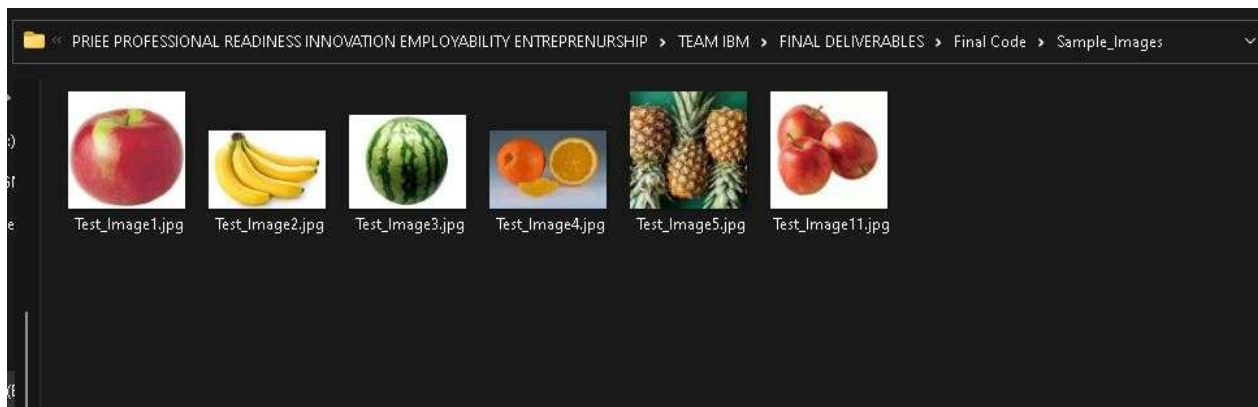 « PRIEE PROFESSIONAL READINESS INNOVATION EMPLOYABILITY ENTREPRENURSHIP > TEAM IBM > FINAL DELIVERABLES > Final Code > Sample_Images
Test_Image1.jpg Test_Image2.jpg Test_Image3.jpg Test_Image4.jpg Test_Image5.jpg Test_Image11.jpg